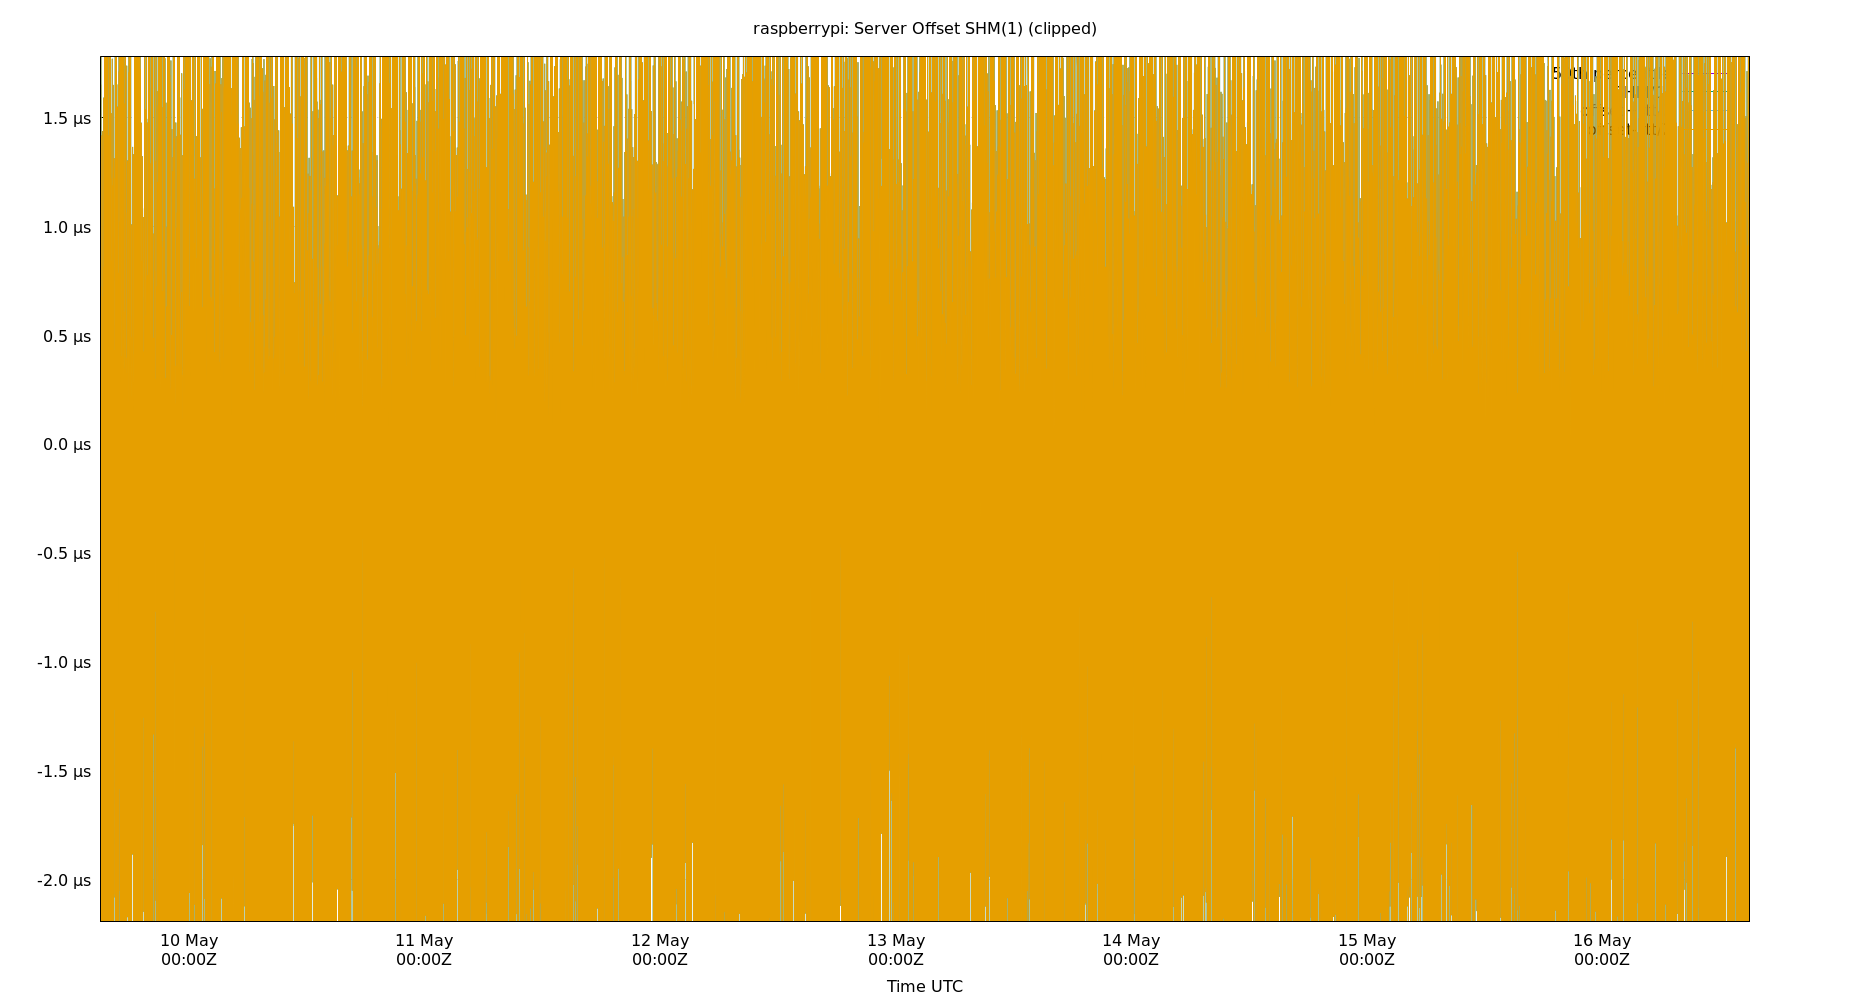 raspberrypi: Server Offset SHM(1) (clipped)
1.5 µs
1.0 µs
0.5 µs
0.0 µs
-0.5 µs
-1.0 µs
-1.5 µs
-2.0 µs
10 May 11 May 12 May 13 May 14 May 15 May 16 May
00:00Z 00:00Z 00:00Z 00:00Z 00:00Z 00:00Z 00:00Z
Time UTC